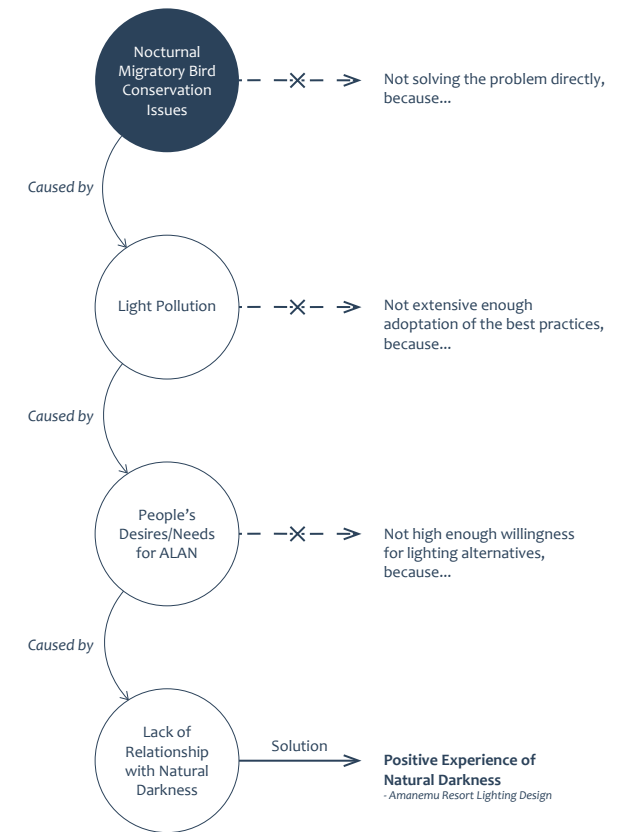 Nocturnal
Migratory Bird
Conservation
Issues
Not solving the problem directly,
because...
Caused by
Light Pollution
Not extensive enough
adoptation of the best practices,
because...
Caused by
People’s
Desires/Needs
for ALAN
Not high enough willingness
for lighting alternatives,
because...
Caused by
Lack of
Relationship
with Natural
Darkness
Solution
Positive Experience of
Natural Darkness
- Amanemu Resort Lighting Design